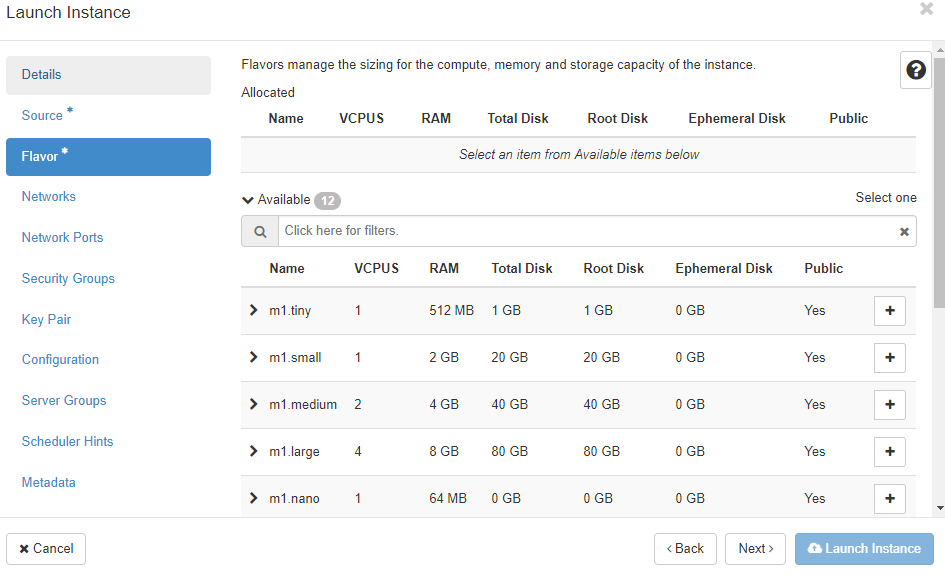 Launch Instance
Details
Source *
Flavor *
Networks
Network Ports
Security Groups
Key Pair
Configuration
Server Groups
Scheduler Hints
Metadata
Flavors manage the sizing for the compute, memory and storage capacity of the instance.
Allocated
Name VCPUS RAM Total Disk Root Disk Ephemeral Disk Public
Select an item from Available items below
Available 12 Select one
Click here for filters.
Name VCPUS RAM Total Disk Root Disk Ephemeral Disk Public
m1.tiny 1 512 MB 1 GB 1 GB 0 GB Yes
m1.small 1 2 GB 20 GB 20 GB 0 GB Yes
m1.medium 2 4 GB 40 GB 40 GB 0 GB Yes
m1.large 4 8 GB 80 GB 80 GB 0 GB Yes
m1.nano 1 64 MB 0 GB 0 GB 0 GB Yes
Cancel < Back Next > Launch Instance